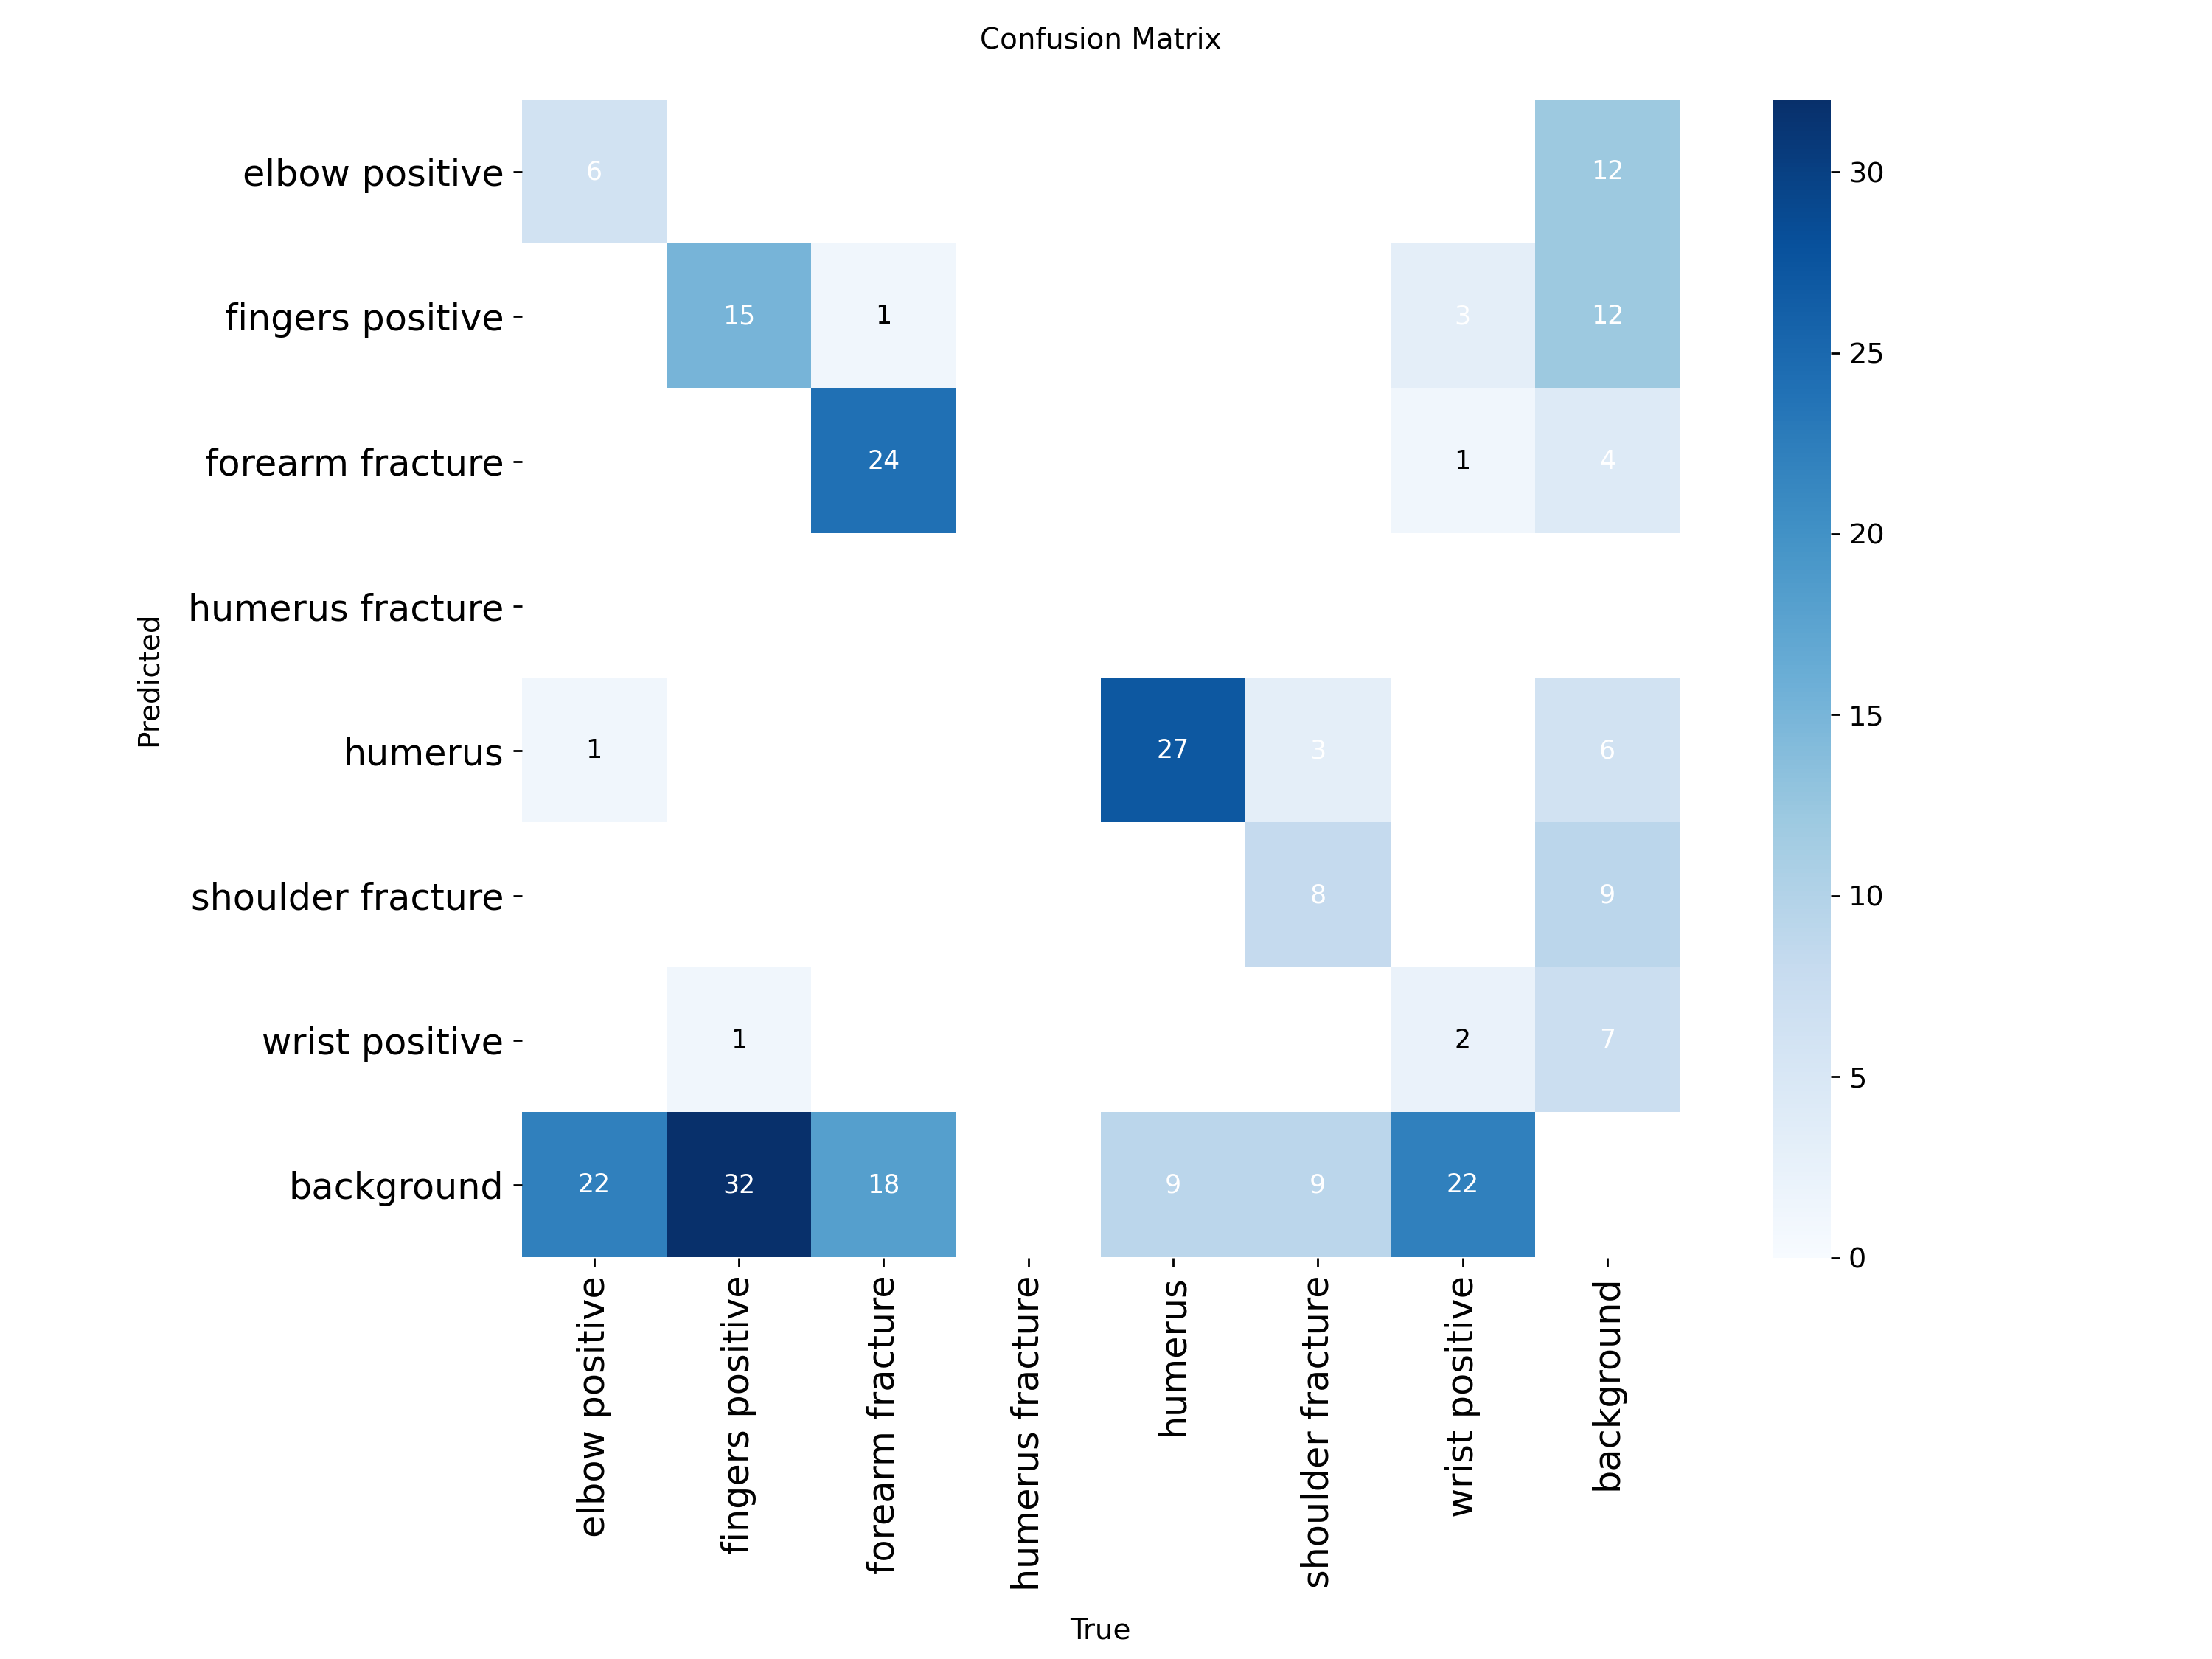 Confusion Matrix
elbow positive 6 12 30
fingers positive 15 1 3 12 25
forearm fracture 24 1 4 20
humerus fracture
Predicted
15
humerus 1 27 3 6
shoulder fracture 8 9 10
wrist positive 1 2 7 5
background 22 32 18 9 9 22
0
elbow positive
fingers positive
forearm fracture
humerus fracture
humerus
shoulder fracture
wrist positive
background
True